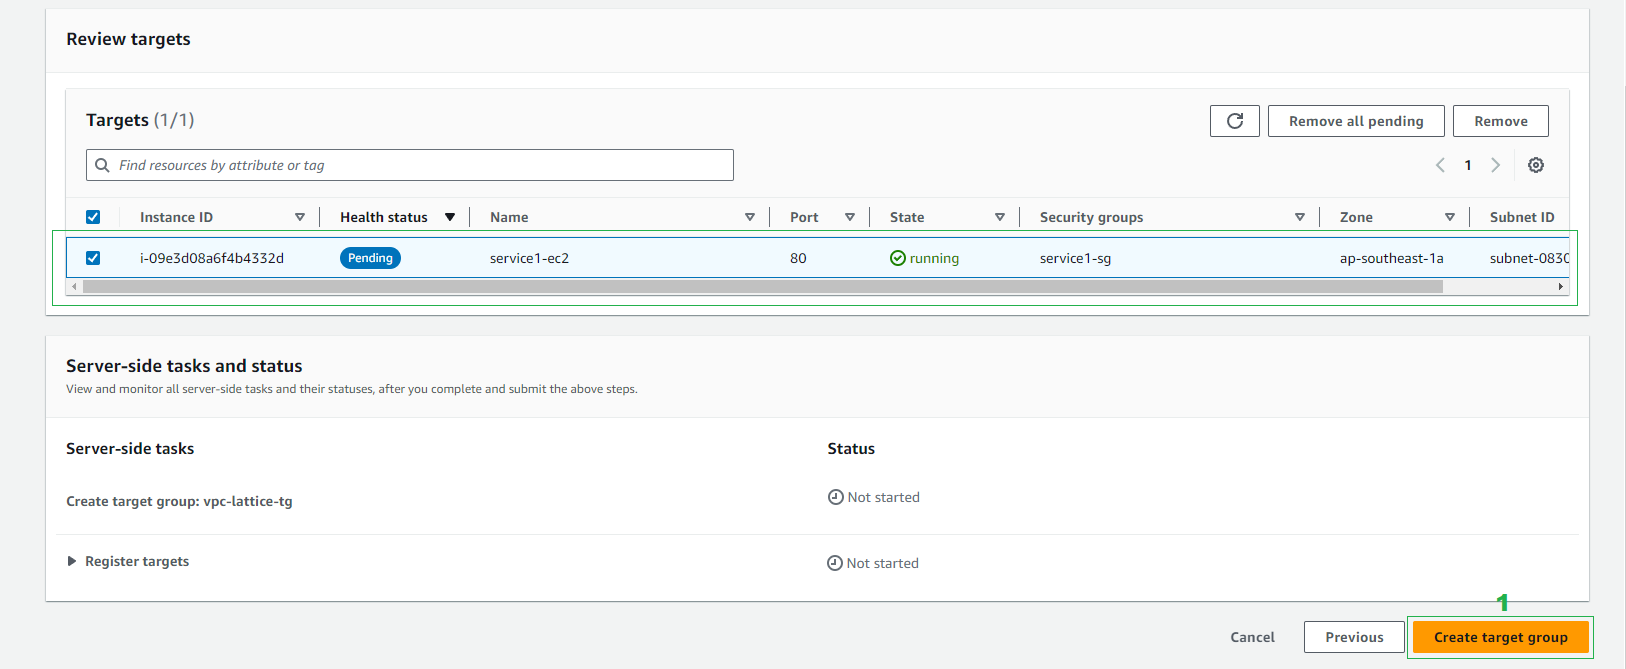 Review targets
Targets (1/1)
Remove all pending
Remove
Find resources by attribute or tag
1
Instance ID Health status Name Port State Security groups Zone Subnet ID
i-09e3d08a6f4b4332d Pending service1-ec2 80 running service1-sg ap-southeast-1a subnet-0830
Server-side tasks and status
View and monitor all server-side tasks and their statuses, after you complete and submit the above steps.
Server-side tasks Status
Create target group: vpc-lattice-tg Not started
Register targets Not started
1
Cancel Previous Create target group